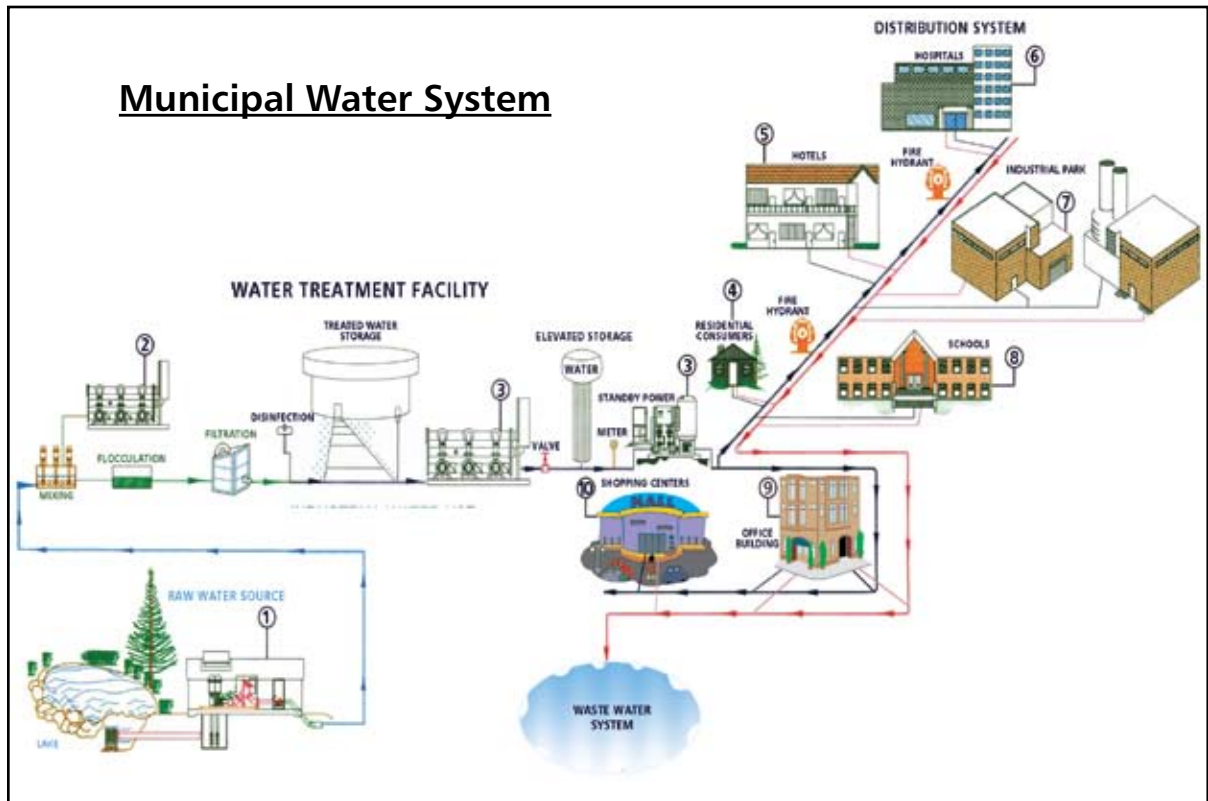 Municipal Water System
DISTRIBUTION SYSTEM
HOSPITALS
6
5
HOTELS
FIRE
HYDRANT
INDUSTRIAL PARK
7
WATER TREATMENT FACILITY
4
RESIDENTIAL
CONSUMERS
FIRE
HYDRANT
SCHOOLS
8
TREATED WATER
STORAGE
ELEVATED STORAGE
WATER
2
3
STANDBY POWER
3
DISINFECTION
METER
VALVE
FILTRATION
FLOCCULATION
MIXING
10
SHOPPING CENTERS
MALL
9
OFFICE
BUILDING
RAW WATER SOURCE
1
LAKE
WASTE WATER
SYSTEM